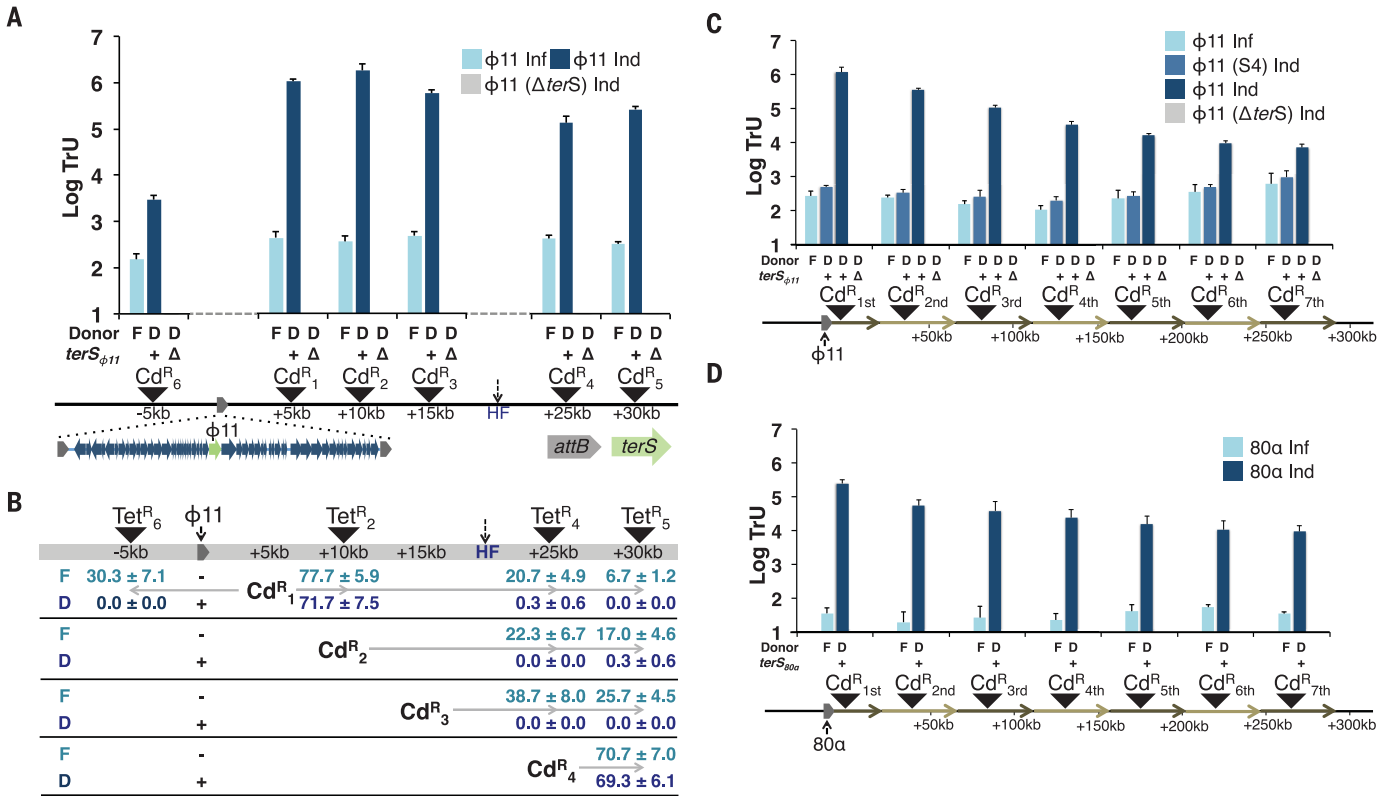 A
Log TrU
7
6
5
4
3
2
1
ϕ11 Inf
ϕ11 Ind
ϕ11 (ΔterS) Ind
Donor F D D F D D F D D F D D F D D F D D
terSϕ11 + Δ + Δ + Δ + Δ + Δ + Δ
CdR6 CdR1 CdR2 CdR3 CdR4 CdR5
-5kb +5kb +10kb +15kb HF +25kb +30kb
ϕ11
attB
terS
B
TetR6 ϕ11 TetR2 TetR4 TetR5
-5kb +5kb +10kb +15kb HF +25kb +30kb
F 30.3 ± 7.1 - 77.7 ± 5.9 20.7 ± 4.9 6.7 ± 1.2
CdR1
D 0.0 ± 0.0 + 71.7 ± 7.5 0.3 ± 0.6 0.0 ± 0.0
F - 22.3 ± 6.7 17.0 ± 4.6
CdR2
D + 0.0 ± 0.0 0.3 ± 0.6
F - 38.7 ± 8.0 25.7 ± 4.5
CdR3
D + 0.0 ± 0.0 0.0 ± 0.0
F - 70.7 ± 7.0
CdR4
D + 69.3 ± 6.1
C
Log TrU
7
6
5
4
3
2
1
ϕ11 Inf
ϕ11 (S4) Ind
ϕ11 Ind
ϕ11 (ΔterS) Ind
Donor F D D D F D D D F D D D F D D D F D D D F D D D F D D D
terSϕ11 + + Δ + + Δ + + Δ + + Δ + + Δ + + Δ + + Δ
CdR1st CdR2nd CdR3rd CdR4th CdR5th CdR6th CdR7th
+50kb +100kb +150kb +200kb +250kb +300kb
ϕ11
D
Log TrU
7
6
5
4
3
2
1
80α Inf
80α Ind
Donor F D F D F D F D F D F D F D
terS80α + + + + + + +
CdR1st CdR2nd CdR3rd CdR4th CdR5th CdR6th CdR7th
+50kb +100kb +150kb +200kb +250kb +300kb
80α